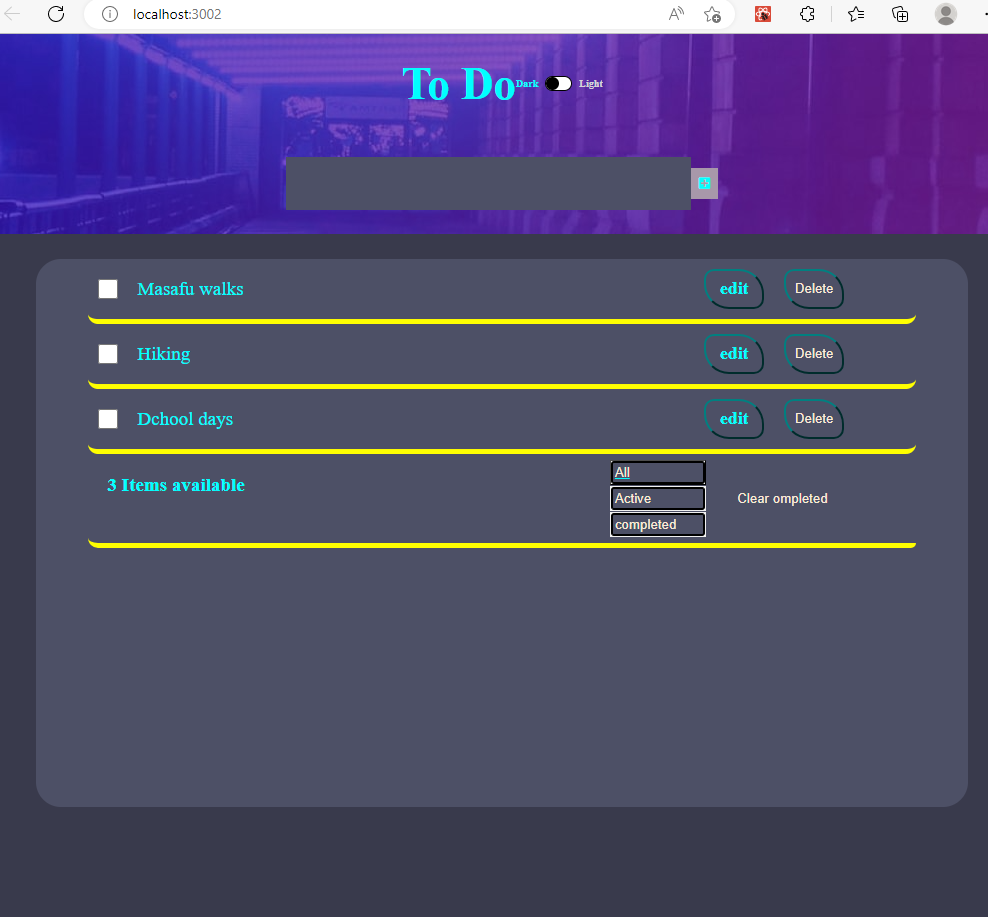 localhost:3002
To Do Dark Light
Masafu walks edit Delete
Hiking edit Delete
Dchool days edit Delete
3 Items available
All
Active
completed
Clear ompleted